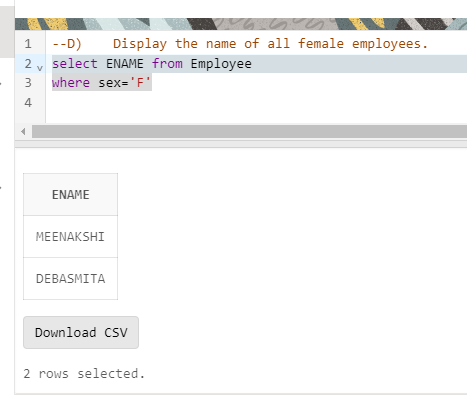 1 --D)    Display the name of all female employees.
2 select ENAME from Employee
3 where sex='F'
4
ENAME
MEENAKSHI
DEBASMITA
Download CSV
2 rows selected.